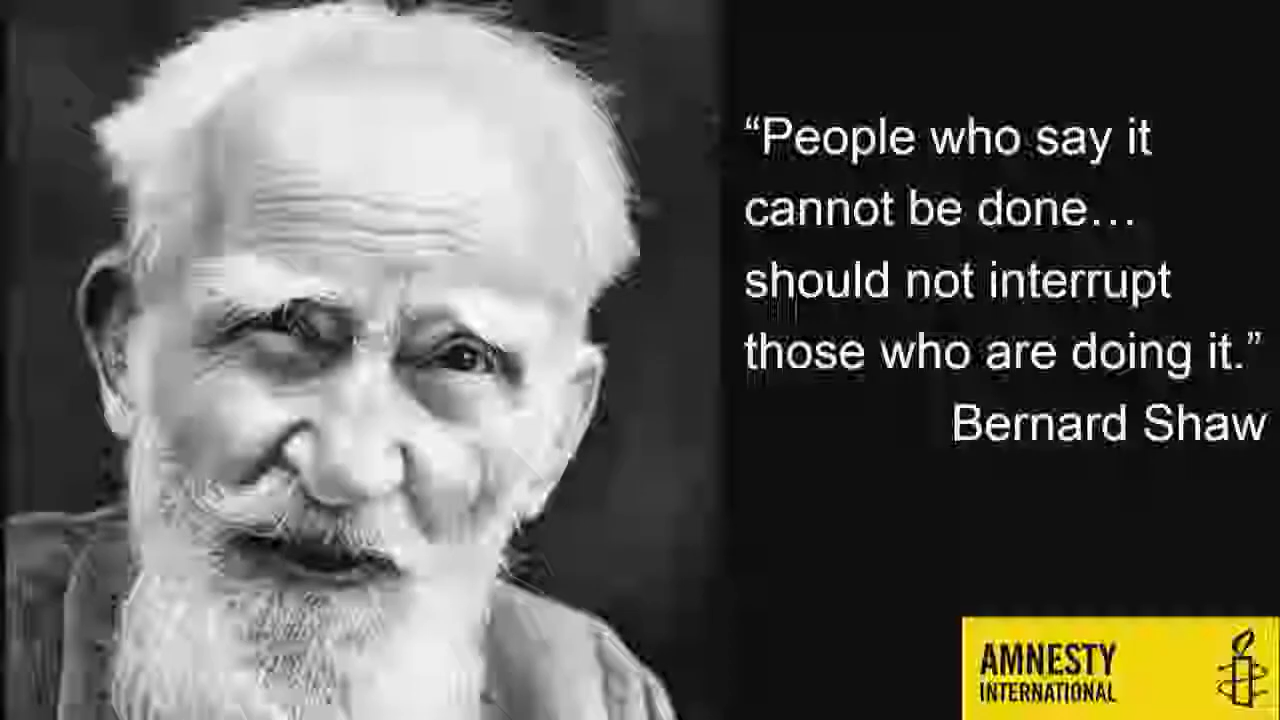 “People who say it
cannot be done…
should not interrupt
those who are doing it.”
Bernard Shaw
AMNESTY
INTERNATIONAL